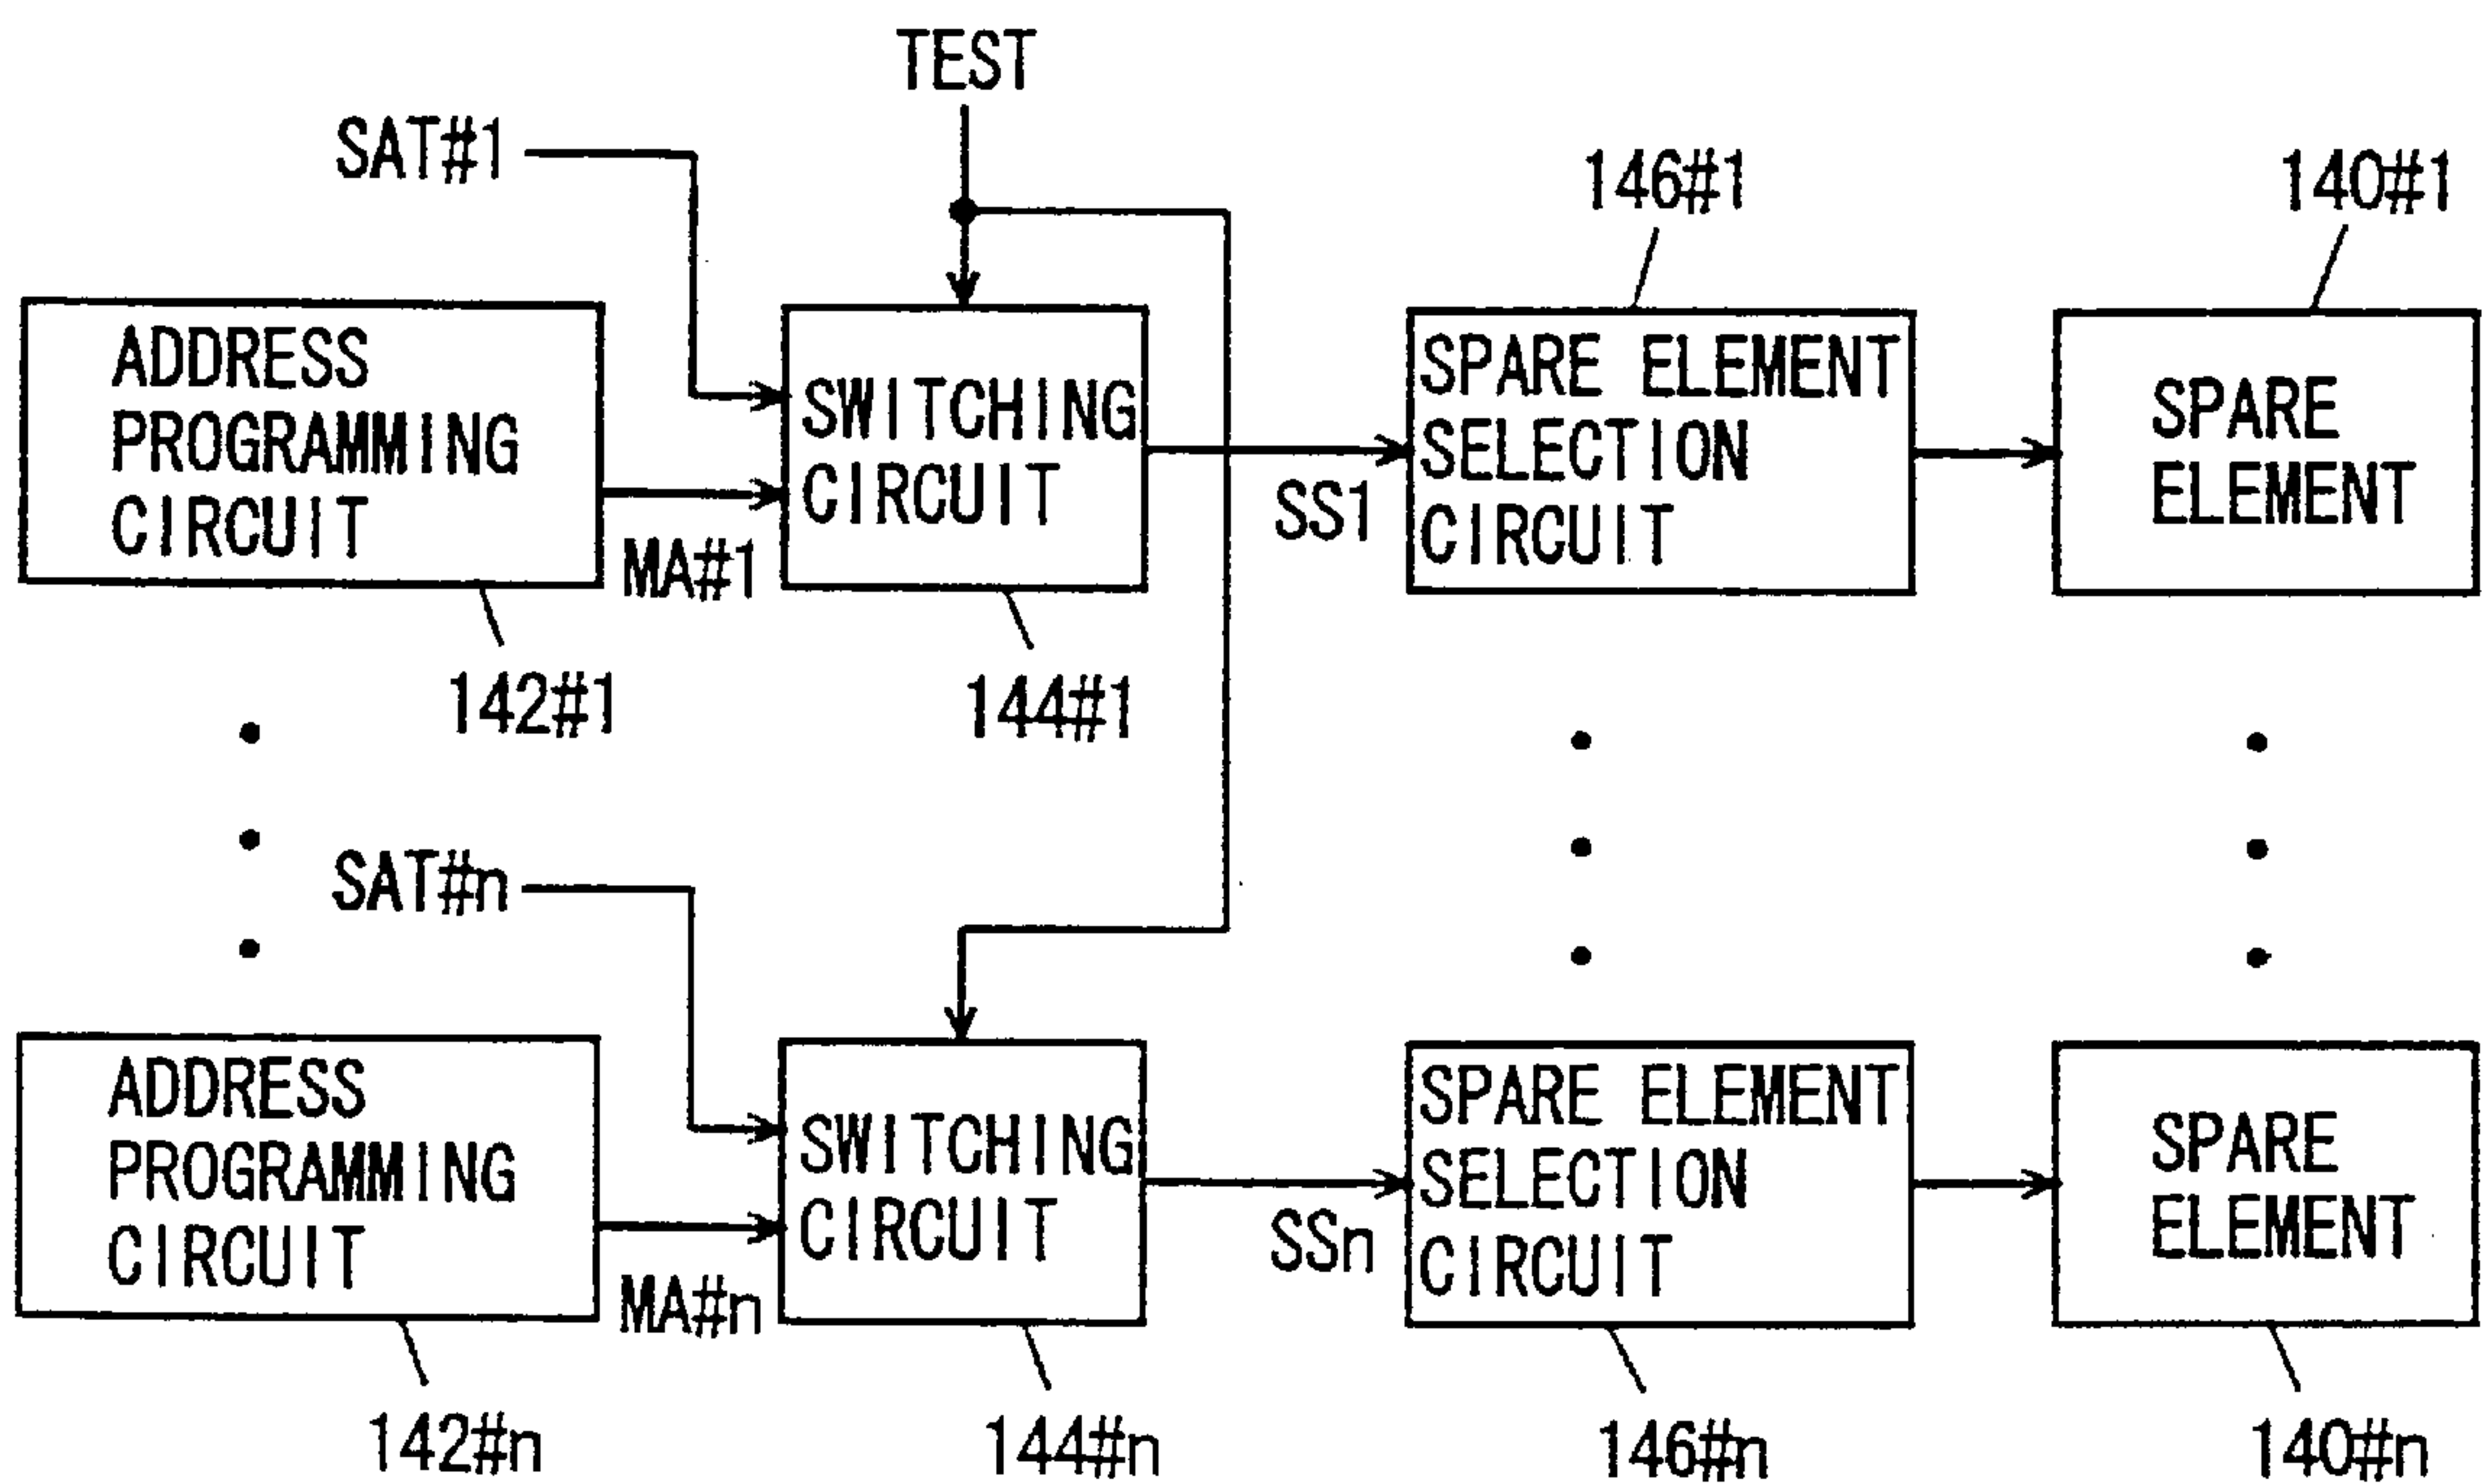 TEST
SAT#1
146#1
140#1
ADDRESS
PROGRAMMING
CIRCUIT
MA#1
SWITCHING
CIRCUIT
SS1
SPARE ELEMENT
SELECTION
CIRCUIT
SPARE
ELEMENT
142#1
144#1
SAT#n
ADDRESS
PROGRAMMING
CIRCUIT
MA#n
SWITCHING
CIRCUIT
SSn
SPARE ELEMENT
SELECTION
CIRCUIT
SPARE
ELEMENT
142#n
144#n
146#n
140#n